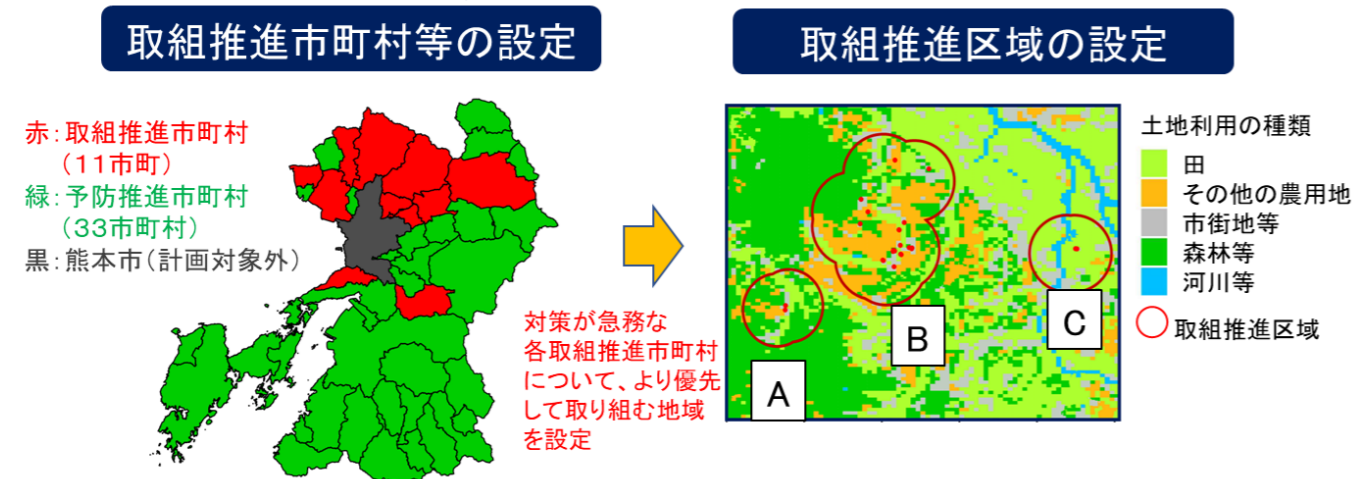 取組推進市町村等の設定
赤：取組推進市町村
（11市町）
緑：予防推進市町村
（33市町村）
黒：熊本市（計画対象外）
対策が急務な
各取組推進市町村
について、より優先
して取り組む地域
を設定
取組推進区域の設定
A
B
C
土地利用の種類
田
その他の農用地
市街地等
森林等
河川等
取組推進区域